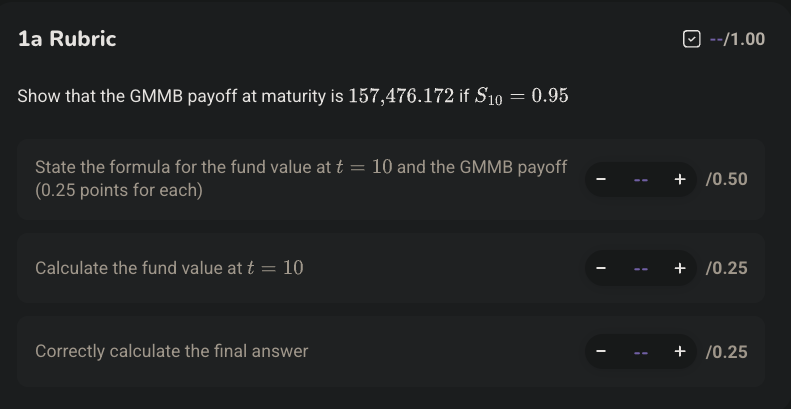 1a Rubric
--/1.00
Show that the GMMB payoff at maturity is 157,476.172 if S₁₀ = 0.95
State the formula for the fund value at t = 10 and the GMMB payoff
(0.25 points for each)
− -- + /0.50
Calculate the fund value at t = 10
− -- + /0.25
Correctly calculate the final answer
− -- + /0.25